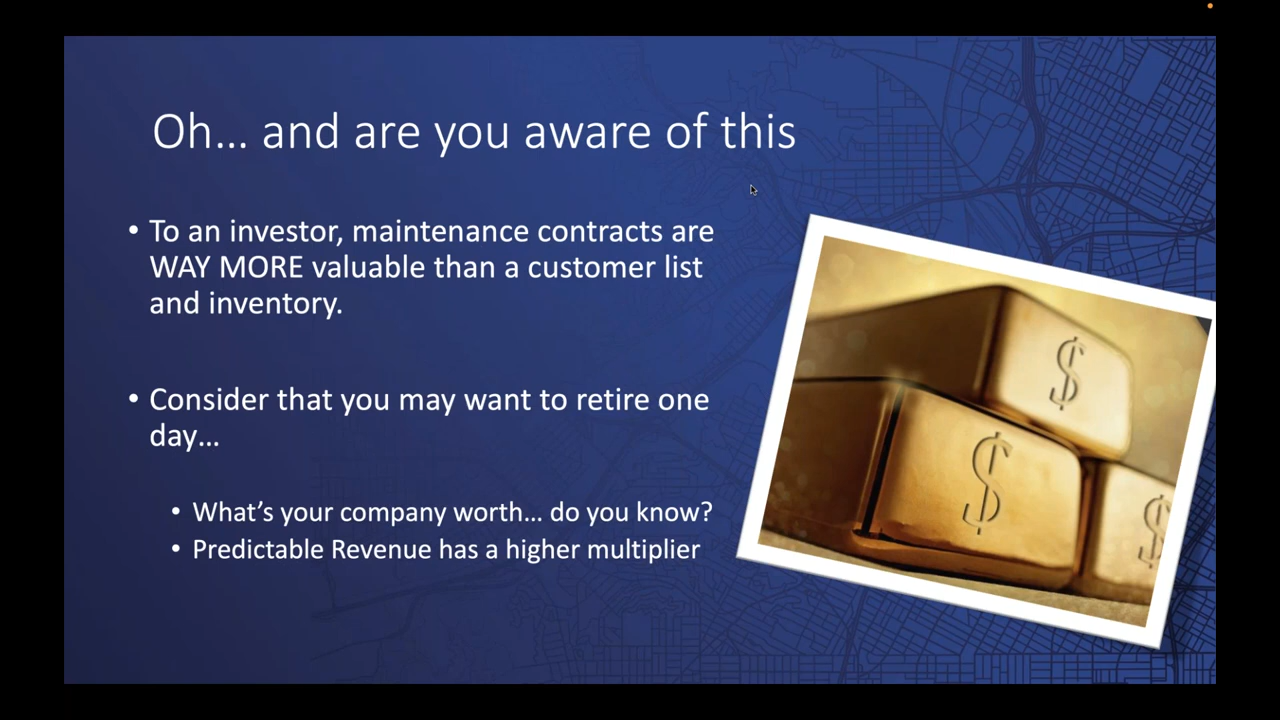 Oh... and are you aware of this
• To an investor, maintenance contracts are
WAY MORE valuable than a customer list
and inventory.
• Consider that you may want to retire one
day...
• What’s your company worth... do you know?
• Predictable Revenue has a higher multiplier
$
$
$